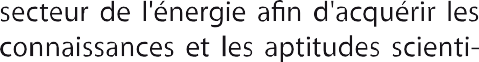 secteur de l'énergie afin d'acquérir les
connaissances et les aptitudes scienti-